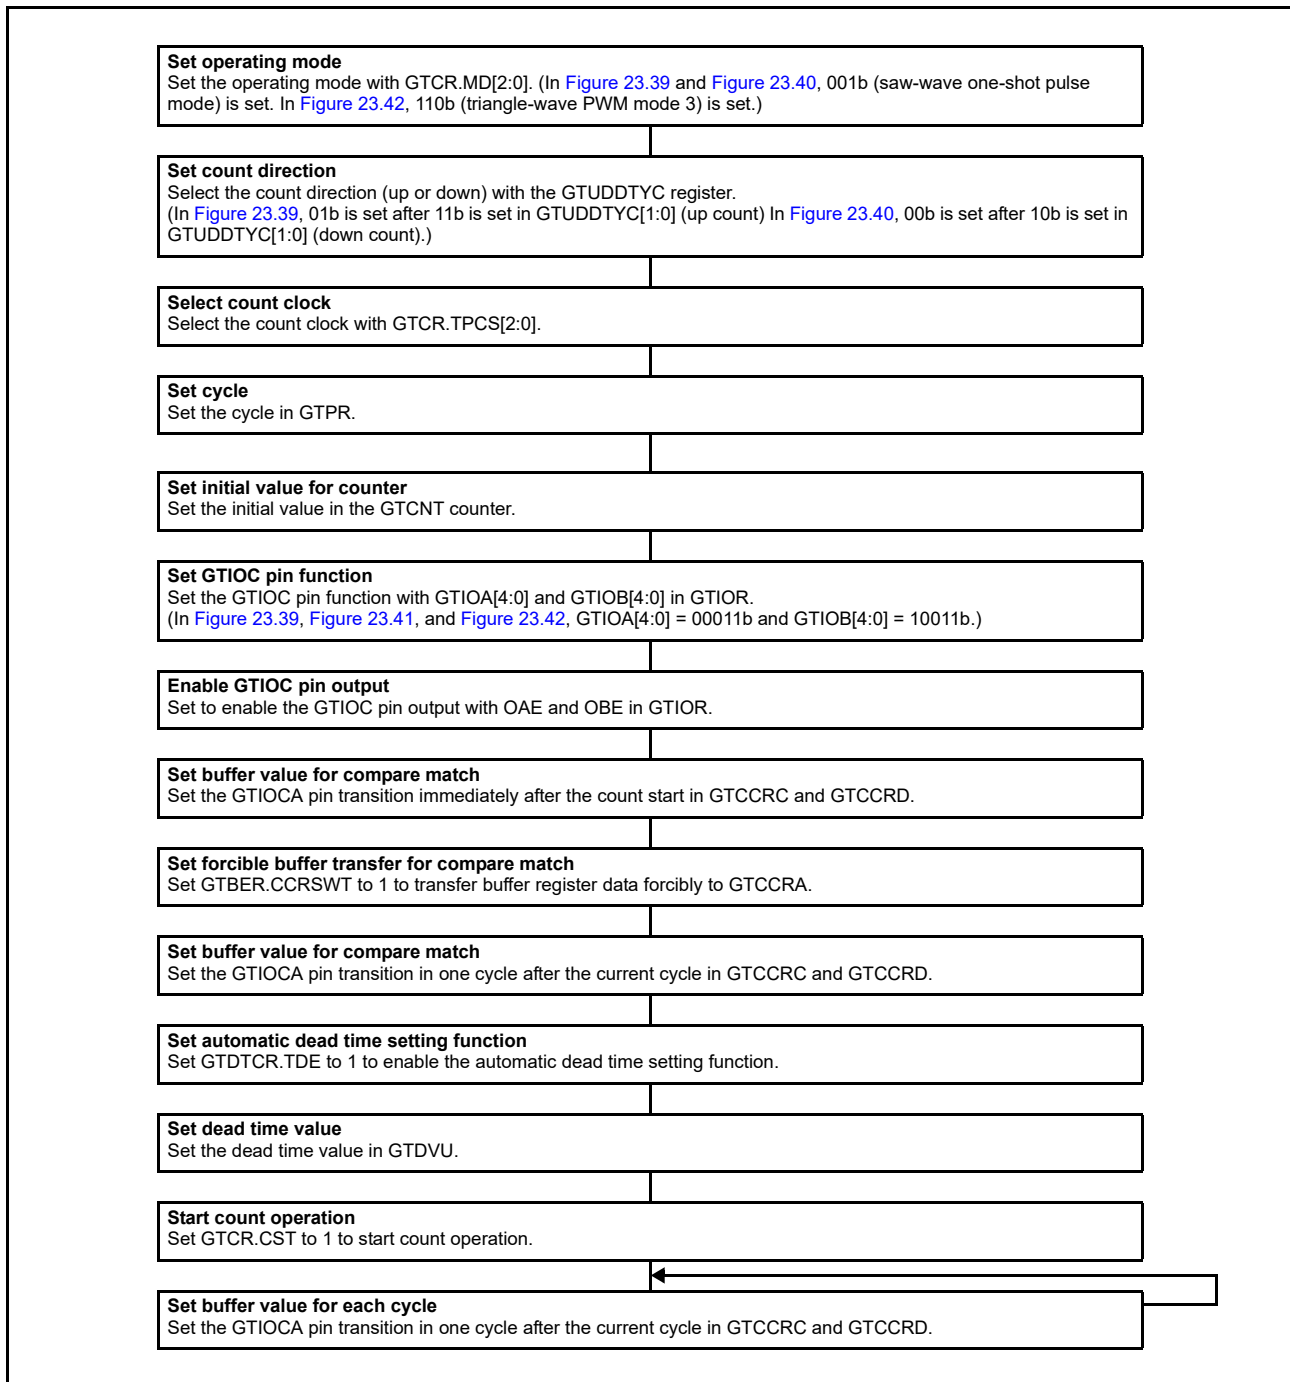 Set operating mode
Set the operating mode with GTCR.MD[2:0]. (In Figure 23.39 and Figure 23.40, 001b (saw-wave one-shot pulse
mode) is set. In Figure 23.42, 110b (triangle-wave PWM mode 3) is set.)
Set count direction
Select the count direction (up or down) with the GTUDDTYC register.
(In Figure 23.39, 01b is set after 11b is set in GTUDDTYC[1:0] (up count) In Figure 23.40, 00b is set after 10b is set in
GTUDDTYC[1:0] (down count).)
Select count clock
Select the count clock with GTCR.TPCS[2:0].
Set cycle
Set the cycle in GTPR.
Set initial value for counter
Set the initial value in the GTCNT counter.
Set GTIOC pin function
Set the GTIOC pin function with GTIOA[4:0] and GTIOB[4:0] in GTIOR.
(In Figure 23.39, Figure 23.41, and Figure 23.42, GTIOA[4:0] = 00011b and GTIOB[4:0] = 10011b.)
Enable GTIOC pin output
Set to enable the GTIOC pin output with OAE and OBE in GTIOR.
Set buffer value for compare match
Set the GTIOCA pin transition immediately after the count start in GTCCRC and GTCCRD.
Set forcible buffer transfer for compare match
Set GTBER.CCRSWT to 1 to transfer buffer register data forcibly to GTCCRA.
Set buffer value for compare match
Set the GTIOCA pin transition in one cycle after the current cycle in GTCCRC and GTCCRD.
Set automatic dead time setting function
Set GTDTCR.TDE to 1 to enable the automatic dead time setting function.
Set dead time value
Set the dead time value in GTDVU.
Start count operation
Set GTCR.CST to 1 to start count operation.
Set buffer value for each cycle
Set the GTIOCA pin transition in one cycle after the current cycle in GTCCRC and GTCCRD.